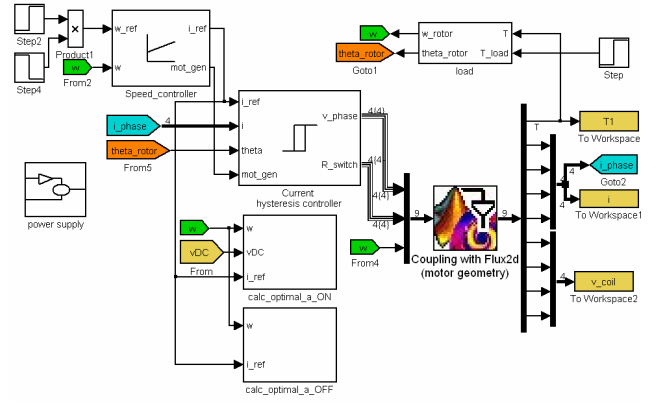 Step2
×
Product1
Step4
w
From2
w_ref
w
i_ref
mot_gen
Speed_controller
w
theta_rotor
Goto1
w_rotor
theta_rotor
T
T_load
load
Step
i_phase
4
theta_rotor
From5
i_ref
i
theta
mot_gen
v_phase
R_switch
Current
hysteresis controller
4{4}
4{4}
4{4}
4{4}
power supply
w
vDC
From
w
vDC
i_ref
calc_optimal_a_ON
w
i_ref
calc_optimal_a_OFF
w
From4
9
9
Coupling with Flux2d
(motor geometry)
T
T1
To Workspace
4
4
4
i_phase
Goto2
i
To Workspace1
4
v_coil
To Workspace2